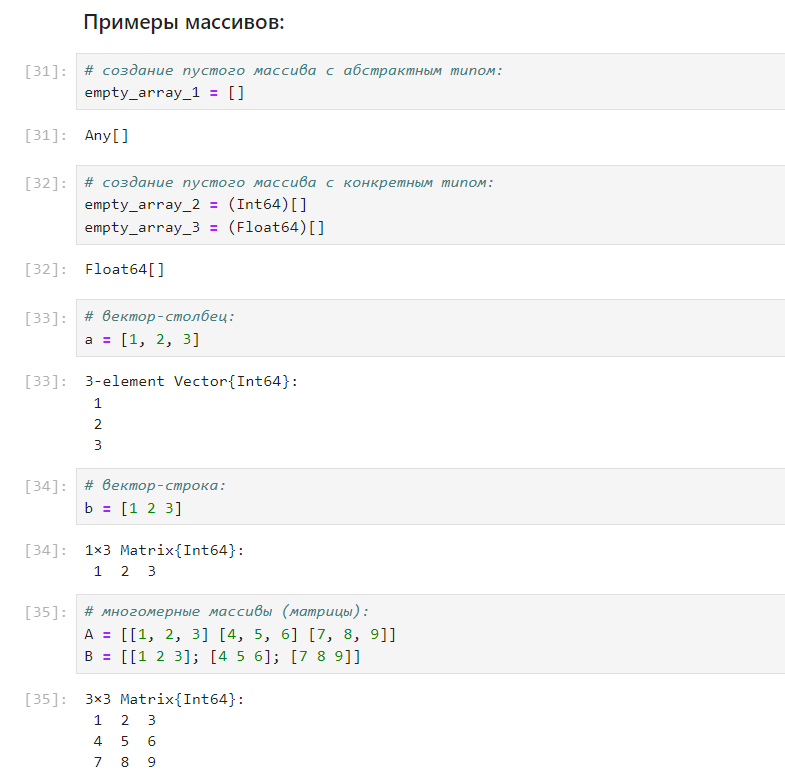 Примеры массивов:
[31]: # создание пустого массива с абстрактным типом:
empty_array_1 = []
[31]: Any[]
[32]: # создание пустого массива с конкретным типом:
empty_array_2 = (Int64)[]
empty_array_3 = (Float64)[]
[32]: Float64[]
[33]: # вектор-столбец:
a = [1, 2, 3]
[33]: 3-element Vector{Int64}:
1
2
3
[34]: # вектор-строка:
b = [1 2 3]
[34]: 1×3 Matrix{Int64}:
1 2 3
[35]: # многомерные массивы (матрицы):
A = [[1, 2, 3] [4, 5, 6] [7, 8, 9]]
B = [[1 2 3]; [4 5 6]; [7 8 9]]
[35]: 3×3 Matrix{Int64}:
1 2 3
4 5 6
7 8 9